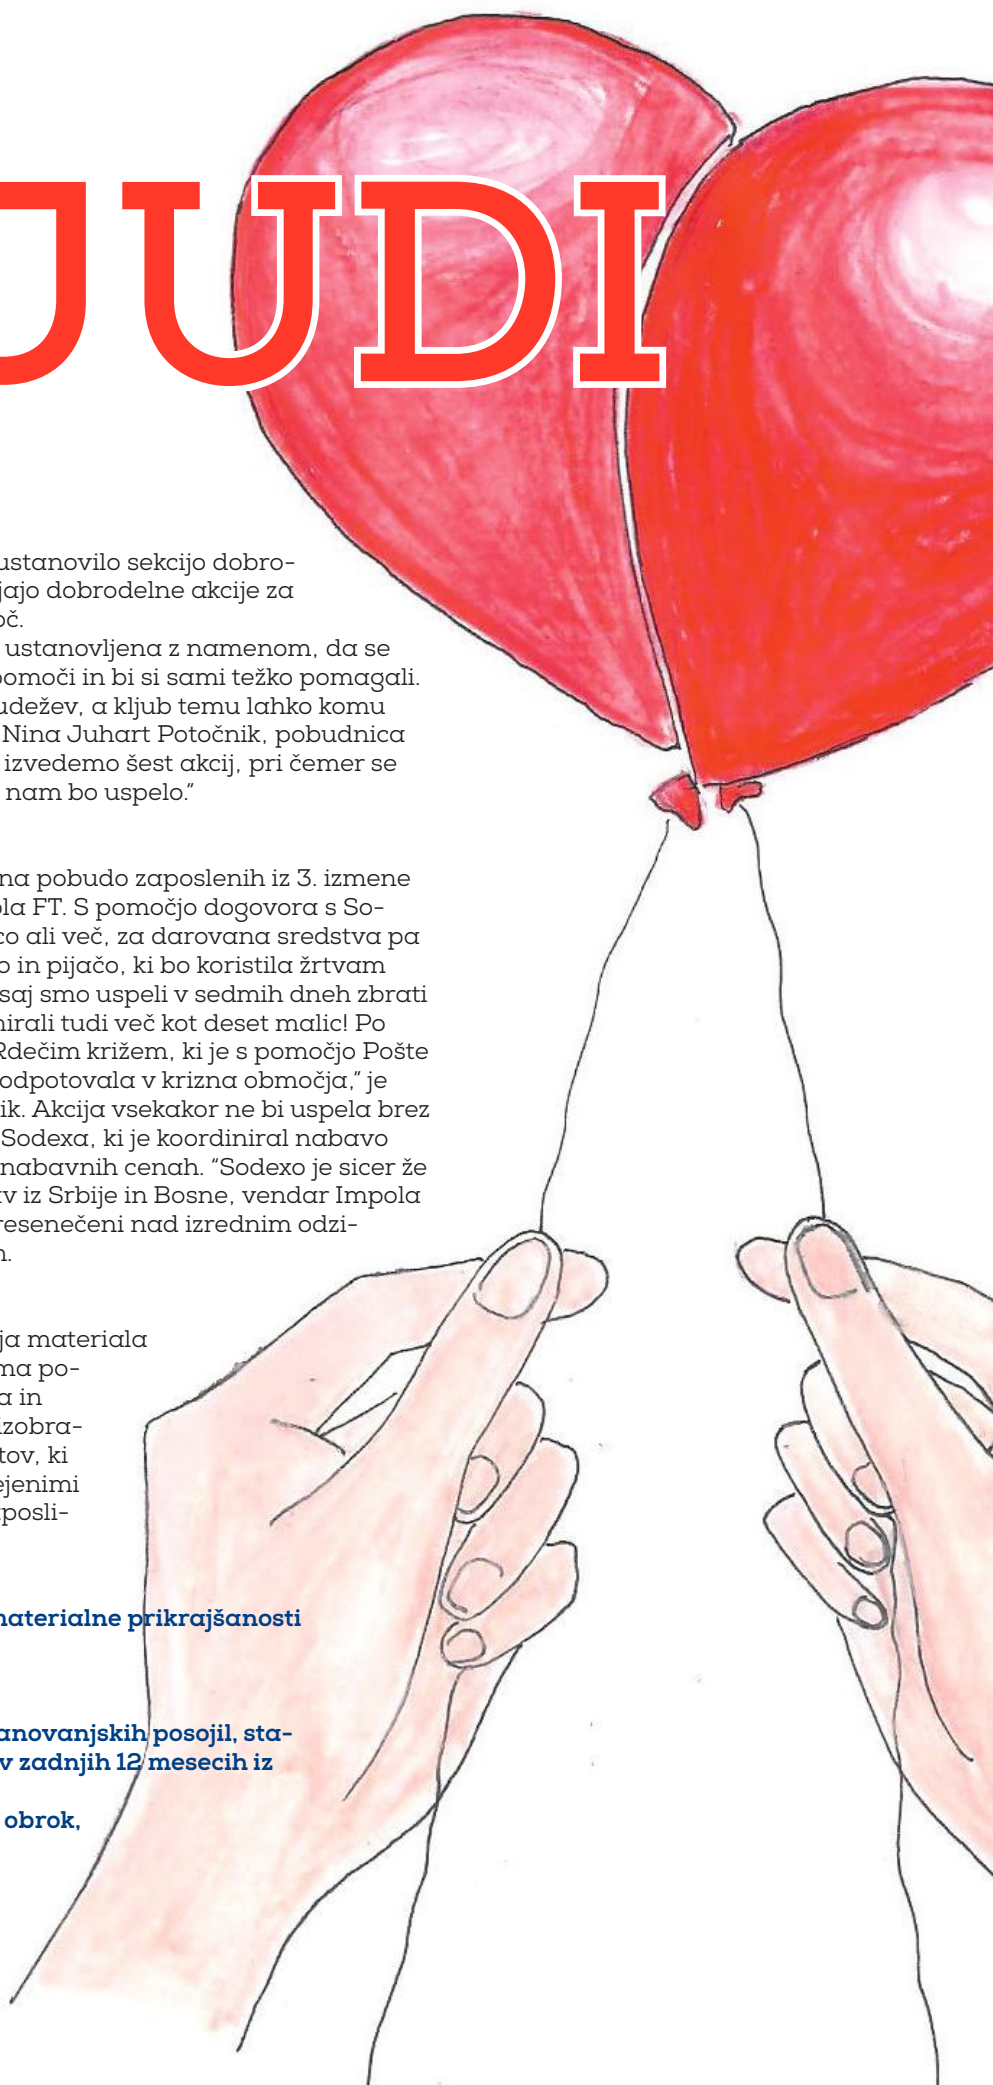 JUDI
ustanovilo sekcijo dobro-
jajo dobrodelne akcije za
oč.
ustanovljena z namenom, da se
pomoči in bi si sami težko pomagali.
udežev, a kljub temu lahko komu
Nina Juhart Potočnik, pobudnica
izvedemo šest akcij, pri čemer se
nam bo uspelo."
na pobudo zaposlenih iz 3. izmene
ola FT. S pomočjo dogovora s So-
co ali več, za darovana sredstva pa
o in pijačo, ki bo koristila žrtvam
saj smo uspeli v sedmih dneh zbrati
nirali tudi več kot deset malic! Po
Rdečim križem, ki je s pomočjo Pošte
odpotovala v krizna območja," je
ik. Akcija vsekakor ne bi uspela brez
Sodexa, ki je koordiniral nabavo
nabavnih cenah. "Sodexo je sicer že
av iz Srbije in Bosne, vendar Impola
resenečeni nad izrednim odzi-
n.
ja materiala
ma po-
a in
izobra-
tov, ki
ejenimi
aposli-
materialne prikrajšanosti
anovanjskih posojil, sta-
v zadnjih 12 mesecih iz
obrok,